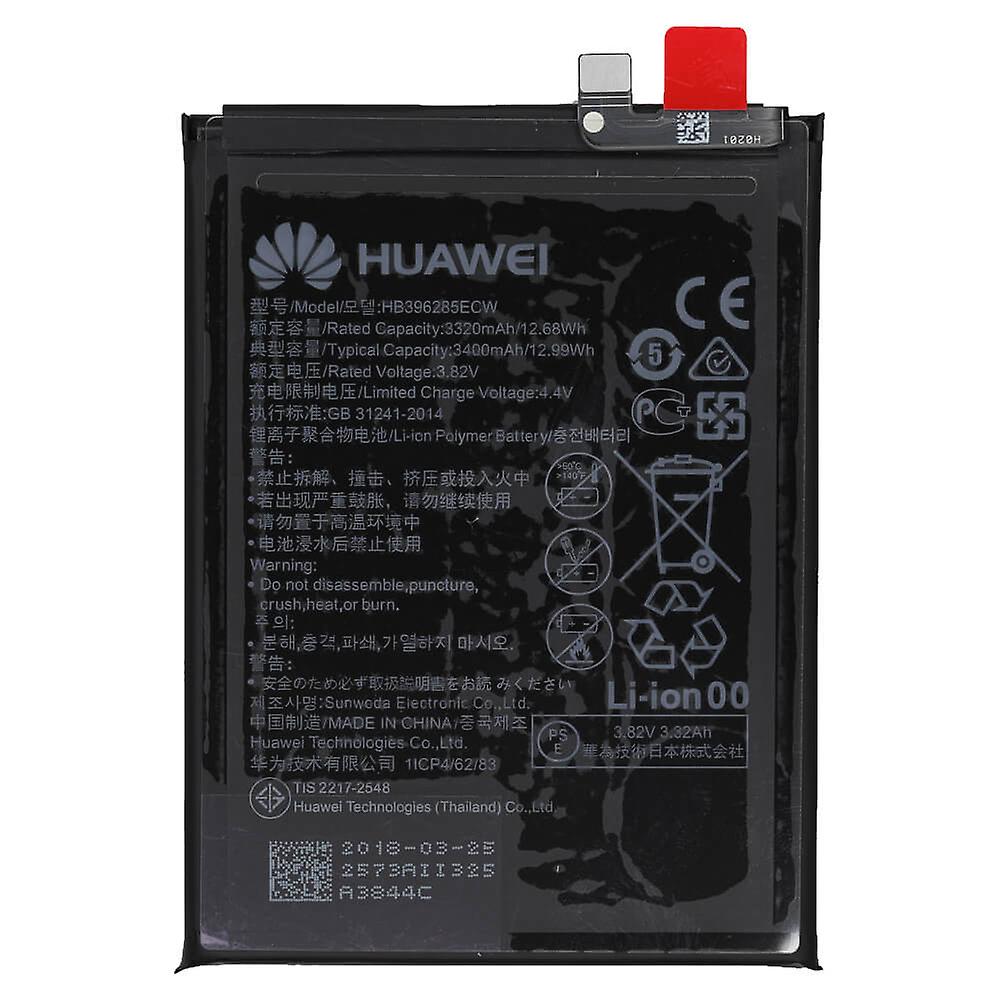 H0201
HUAWEI
型号/Model/모델:HB396285ECW
额定容量/Rated Capacity:3320mAh/12.68Wh
典型容量/Typical Capacity:3400mAh/12.99Wh
额定电压/Rated Voltage:3.82V
充电限制电压/Limited Charge Voltage:4.4V
执行标准:GB 31241-2014
锂离子聚合物电池/Li-ion Polymer Battery/충전배터리
CE
5
PCT
警告:
•禁止拆解、撞击、挤压或投入火中
•若出现严重鼓胀，请勿继续使用
•请勿置于高温环境中
•电池浸水后禁止使用
>60°C
>140°F
Warning:
• Do not disassemble,puncture,
crush,heat,or burn.
주의:
• 분해,충격,파쇄,가열하지 마시오.
警告:
• 安全のため必ず取扱説明書をお読みください
Li-ion 00
제조사명: Sunwoda Electronic Co.,Ltd.
中国制造/MADE IN CHINA/중국제조
Huawei Technologies Co.,Ltd.
华为技术有限公司 1ICP4/62/83
PS
E
3.82V 3.32Ah
華為技術日本株式会社
TIS 2217-2548
Huawei Technologies (Thailand) Co.,Ltd.
2018-03-25
2573AII325
A3844C